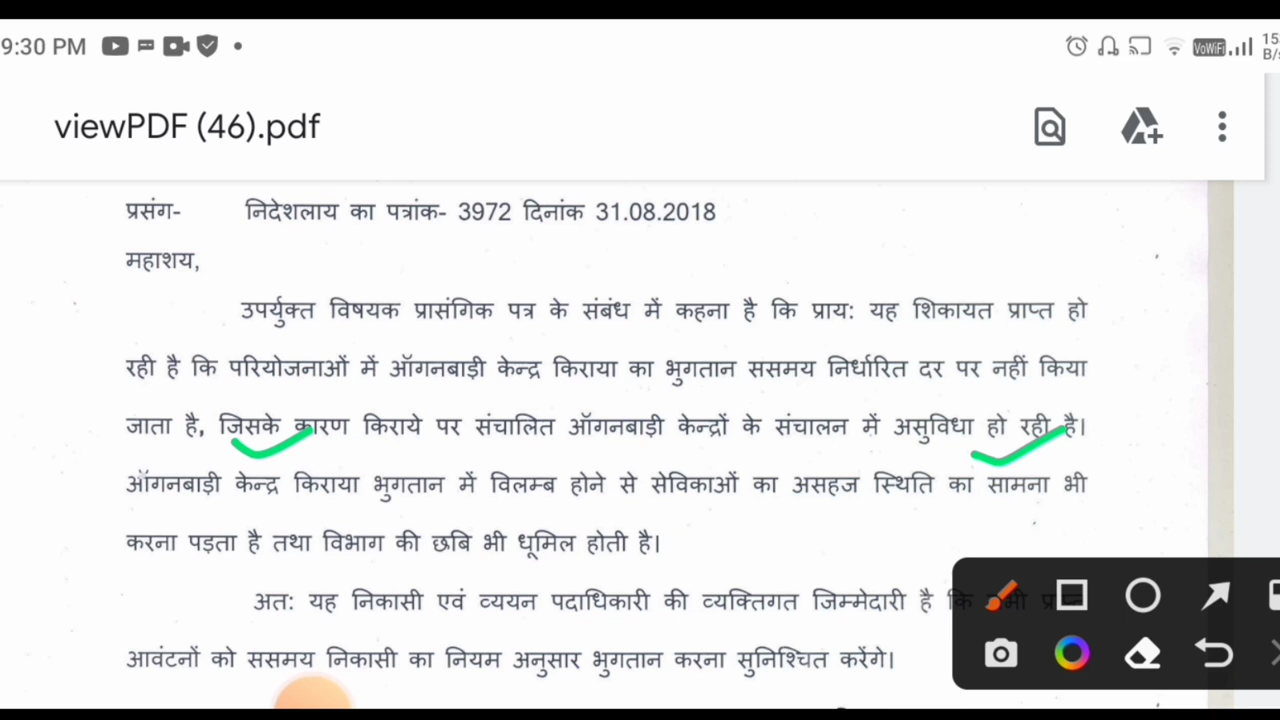 9:30 PM
VoWiFi
viewPDF (46).pdf
प्रसंग- निदेशलाय का पत्रांक- 3972 दिनांक 31.08.2018
महाशय,
उपर्युक्त विषयक प्रासंगिक पत्र के संबंध में कहना है कि प्राय: यह शिकायत प्राप्त हो
रही है कि परियोजनाओं में ऑगनबाड़ी केन्द्र किराया का भुगतान ससमय निर्धारित दर पर नहीं किया
जाता है, जिसके कारण किराये पर संचालित ऑगनबाड़ी केन्द्रों के संचालन में असुविधा हो रही है।
ऑगनबाड़ी केन्द्र किराया भुगतान में विलम्ब होने से सेविकाओं का असहज स्थिति का सामना भी
करना पड़ता है तथा विभाग की छबि भी धूमिल होती है।
अत: यह निकासी एवं व्ययन पदाधिकारी की व्यक्तिगत जिम्मेदारी है कि
आवंटनों को ससमय निकासी का नियम अनुसार भुगतान करना सुनिश्चित करेंगे।